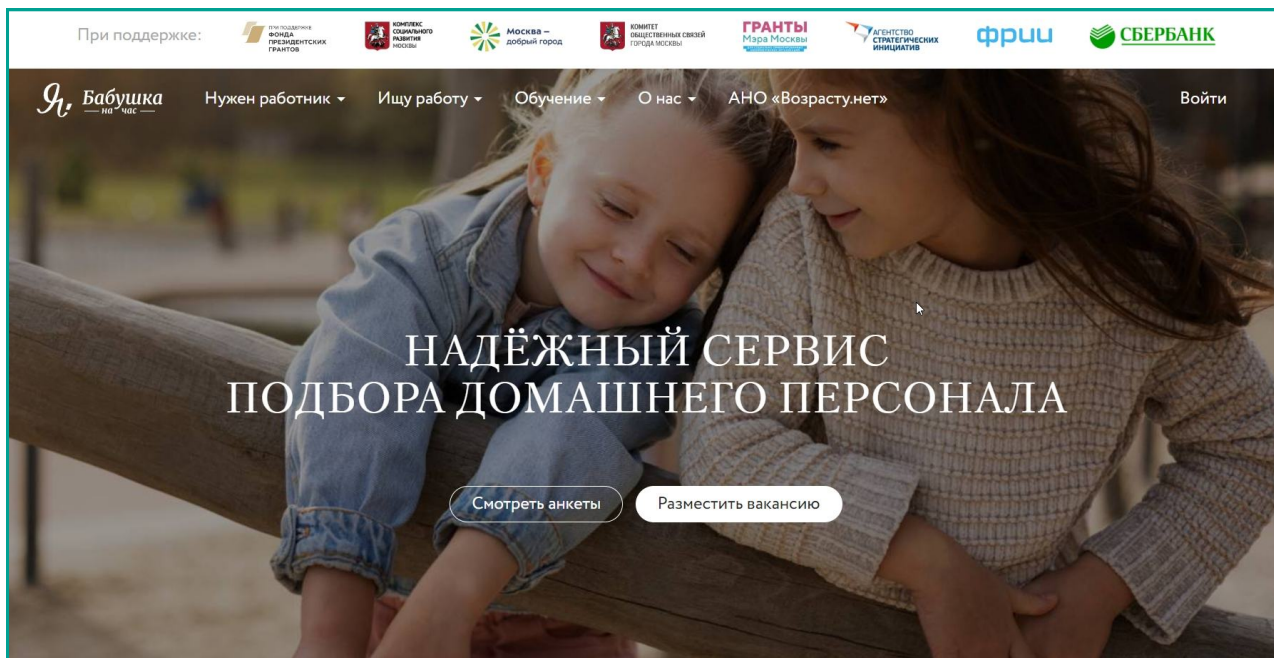 При поддержке:
ПРИ ПОДДЕРЖКЕ
ФОНДА
ПРЕЗИДЕНТСКИХ
ГРАНТОВ
КОМПЛЕКС
СОЦИАЛЬНОГО
РАЗВИТИЯ
МОСКВЫ
Москва –
добрый город
КОМИТЕТ
ОБЩЕСТВЕННЫХ СВЯЗЕЙ
ГОРОДА МОСКВЫ
ГРАНТЫ
Мэра Москвы
АГЕНТСТВО
СТРАТЕГИЧЕСКИХ
ИНИЦИАТИВ
фрии
СБЕРБАНК
Я, Бабушка
на час
Нужен работник
Ищу работу
Обучение
О нас
АНО «Возрасту.нет»
Войти
НАДЁЖНЫЙ СЕРВИС
ПОДБОРА ДОМАШНЕГО ПЕРСОНАЛА
Смотреть анкеты
Разместить вакансию